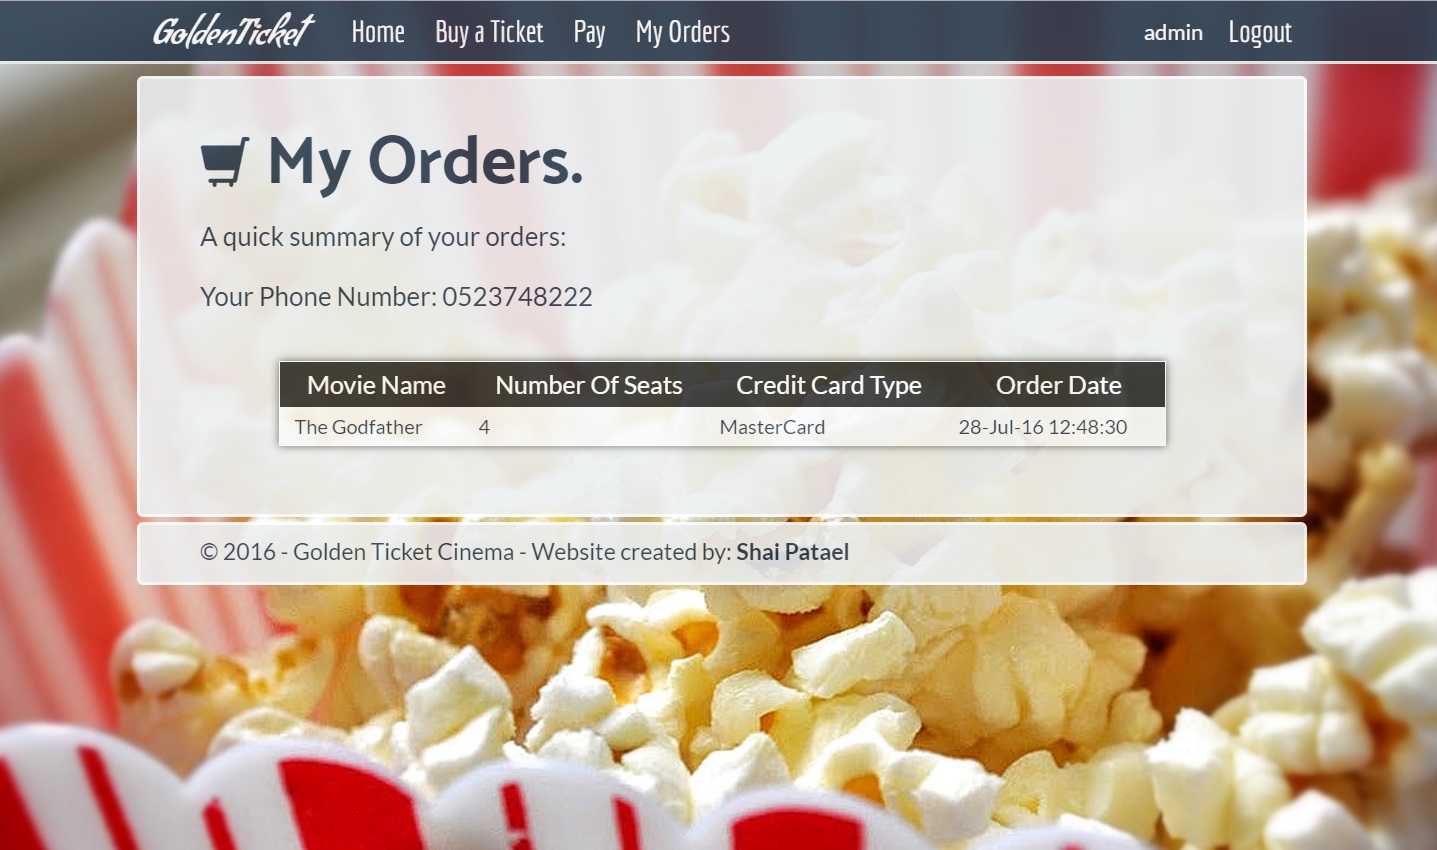 GoldenTicket Home Buy a Ticket Pay My Orders admin Logout
My Orders.
A quick summary of your orders:
Your Phone Number: 0523748222
Movie Name Number Of Seats Credit Card Type Order Date
The Godfather 4 MasterCard 28-Jul-16 12:48:30
© 2016 - Golden Ticket Cinema - Website created by: Shai Patael